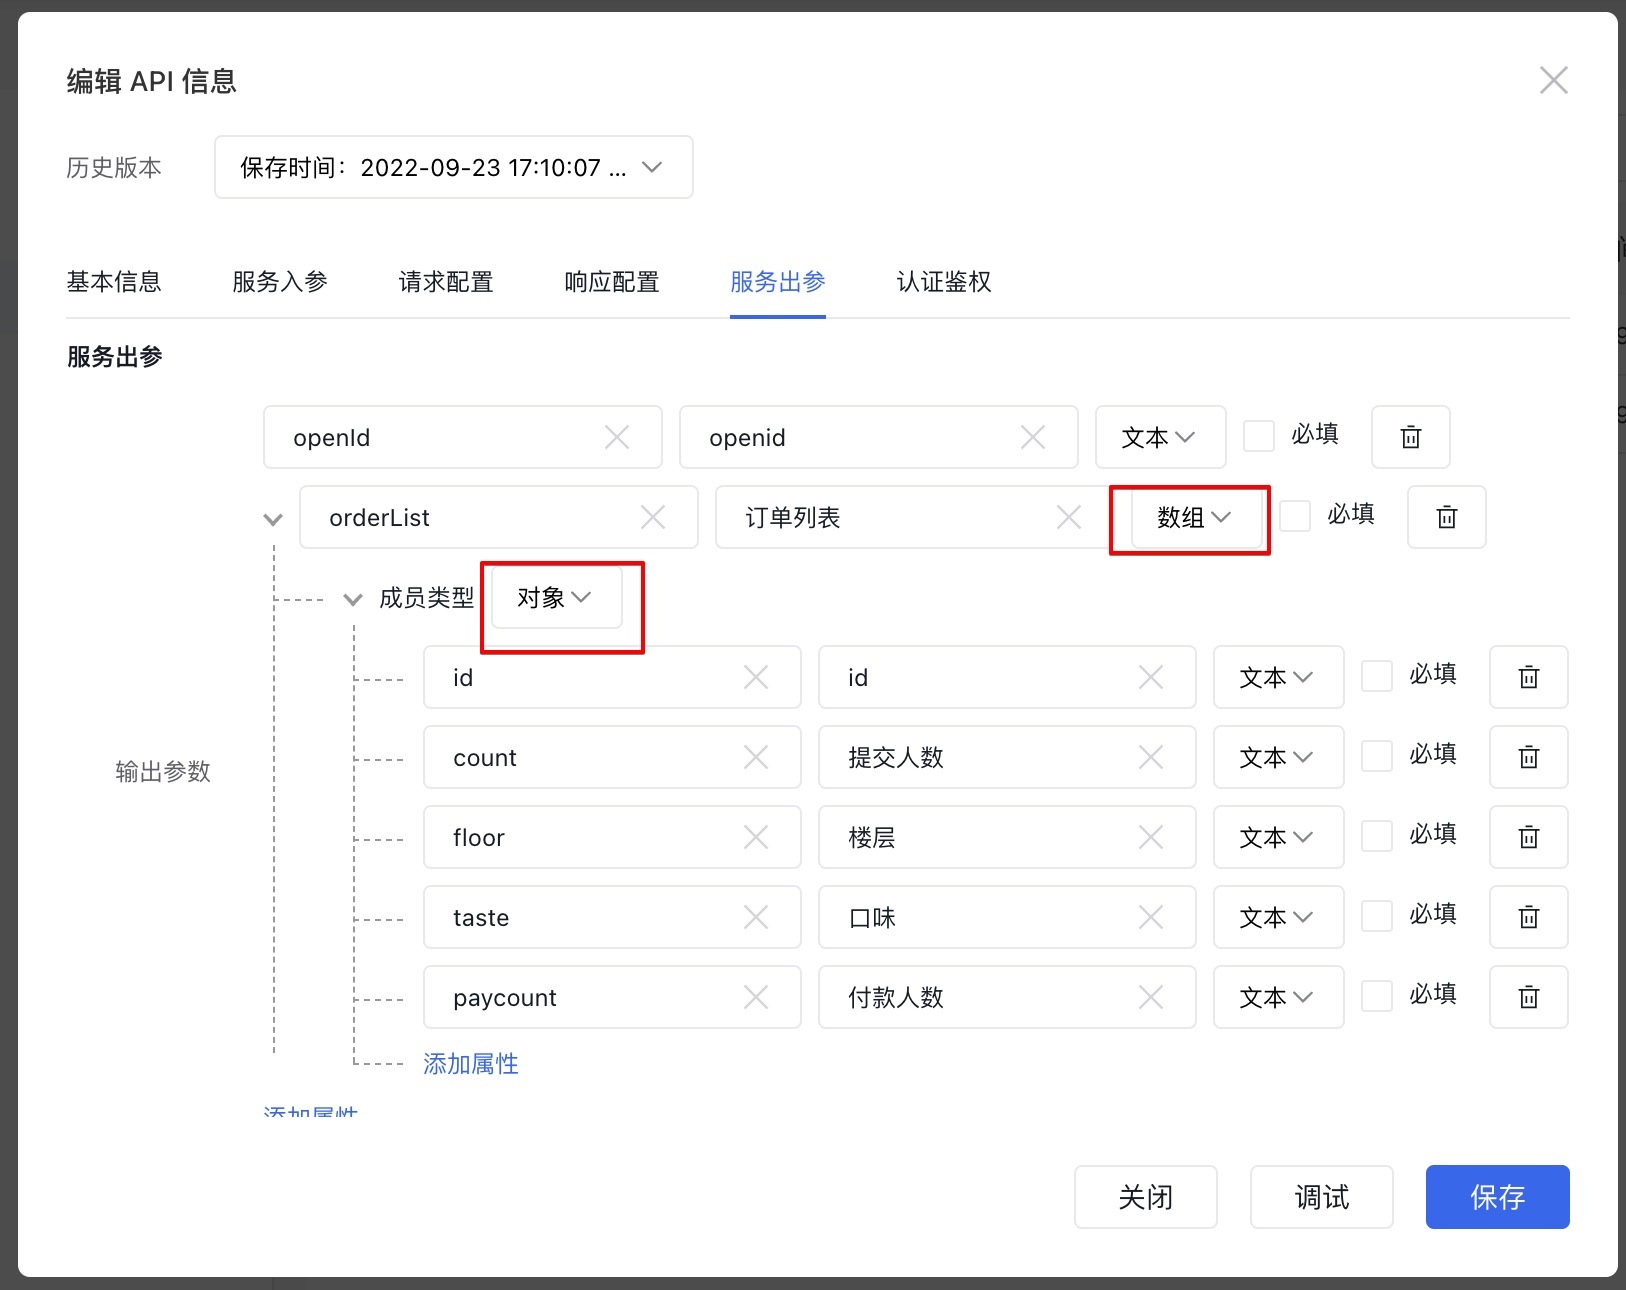 编辑 API 信息
历史版本 保存时间：2022-09-23 17:10:07 ...
基本信息 服务入参 请求配置 响应配置 服务出参 认证鉴权
服务出参
openId openid 文本 必填
orderList 订单列表 数组 必填
成员类型 对象
id id 文本 必填
count 提交人数 文本 必填
输出参数
floor 楼层 文本 必填
taste 口味 文本 必填
paycount 付款人数 文本 必填
添加属性
添加属性
关闭 调试 保存